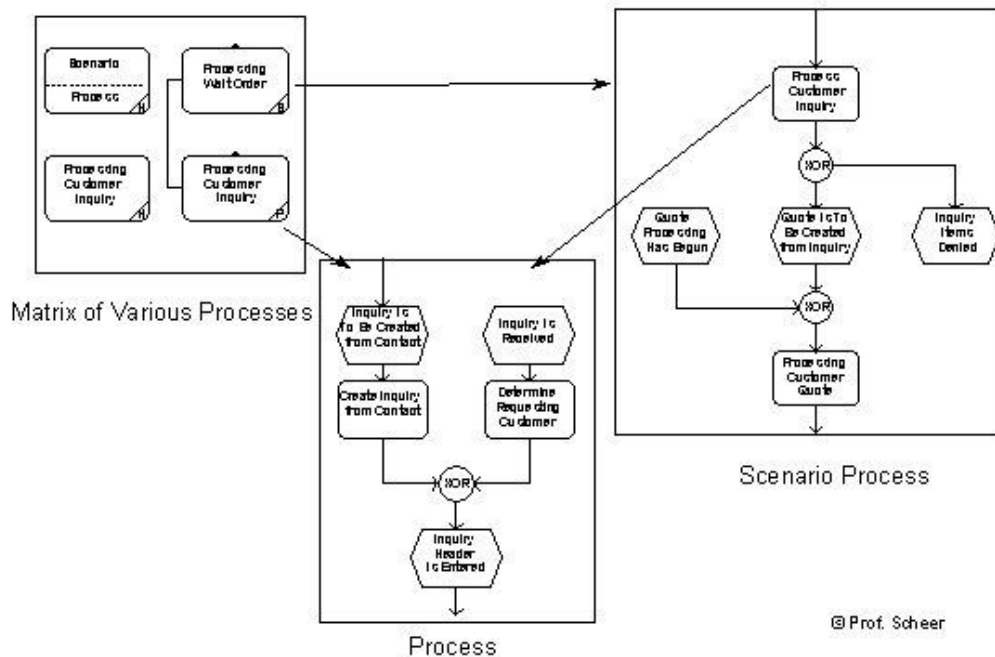 Scenario
Process
H
Processing
Wait Order
S
Processing
Customer
Inquiry
H
Processing
Customer
Inquiry
P
Matrix of Various Processes
Process
Customer
Inquiry
XOR
Quote
Processing
Has Begun
Quote Is To
Be Created
from Inquiry
Inquiry
Items
Denied
XOR
Processing
Customer
Quote
Scenario Process
Inquiry Is
To Be Created
from Contact
Inquiry Is
Received
Create Inquiry
from Contact
Determine
Requesting
Customer
XOR
Inquiry
Header
Is Entered
Process
© Prof. Scheer